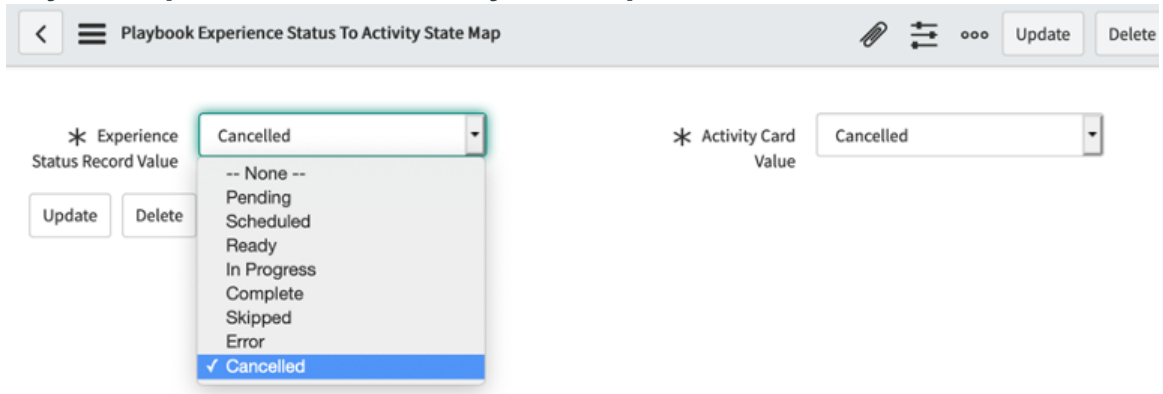 Playbook Experience Status To Activity State Map
Update
Delete
Experience
Status Record Value
Cancelled
Activity Card
Value
Cancelled
-- None --
Pending
Scheduled
Ready
In Progress
Complete
Skipped
Error
✓ Cancelled
Update
Delete